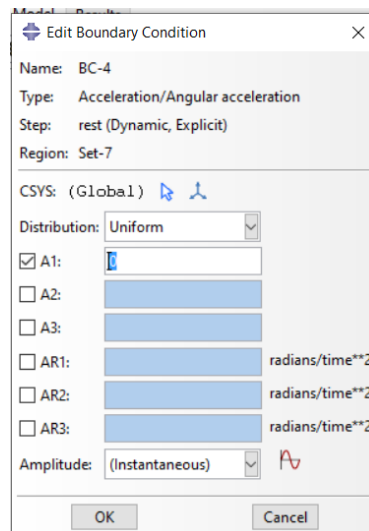 Model Results
Edit Boundary Condition
Name: BC-4
Type: Acceleration/Angular acceleration
Step: rest (Dynamic, Explicit)
Region: Set-7
CSYS: (Global)
Distribution: Uniform
A1: 0
A2:
A3:
AR1: radians/time**2
AR2: radians/time**2
AR3: radians/time**2
Amplitude: (Instantaneous)
OK Cancel